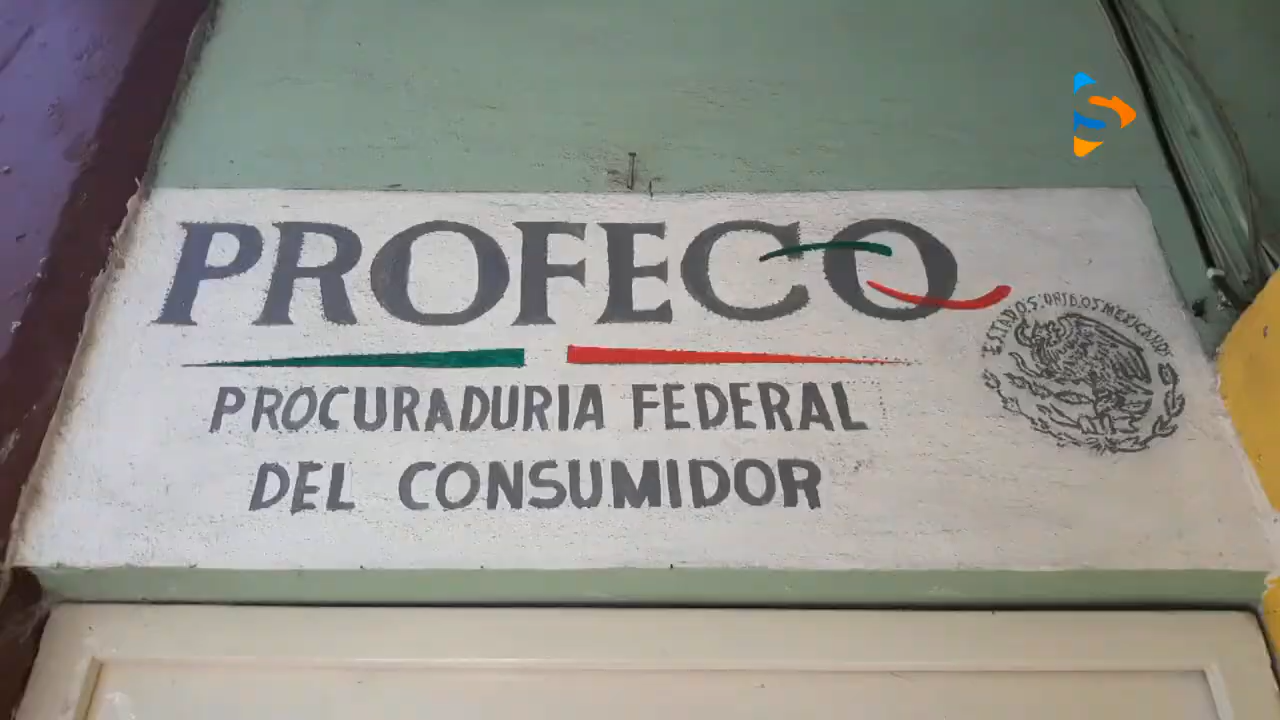 PROFECO
PROCURADURIA FEDERAL
DEL CONSUMIDOR
ESTADOS UNIDOS MEXICANOS